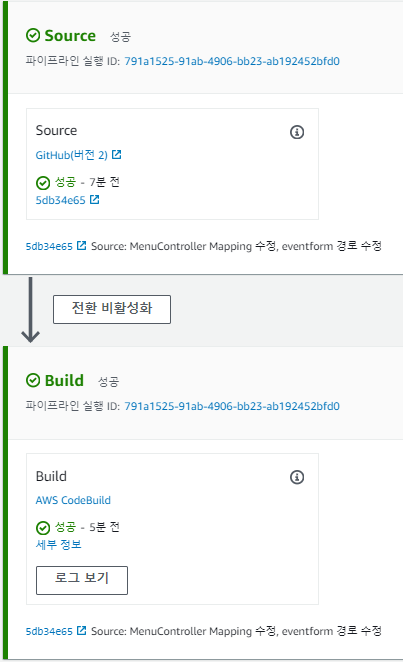 Source 성공
파이프라인 실행 ID: 791a1525-91ab-4906-bb23-ab192452bfd0
Source
GitHub(버전 2)
성공 - 7분 전
5db34e65
5db34e65 Source: MenuController Mapping 수정, eventform 경로 수정
전환 비활성화
Build 성공
파이프라인 실행 ID: 791a1525-91ab-4906-bb23-ab192452bfd0
Build
AWS CodeBuild
성공 - 5분 전
세부 정보
로그 보기
5db34e65 Source: MenuController Mapping 수정, eventform 경로 수정